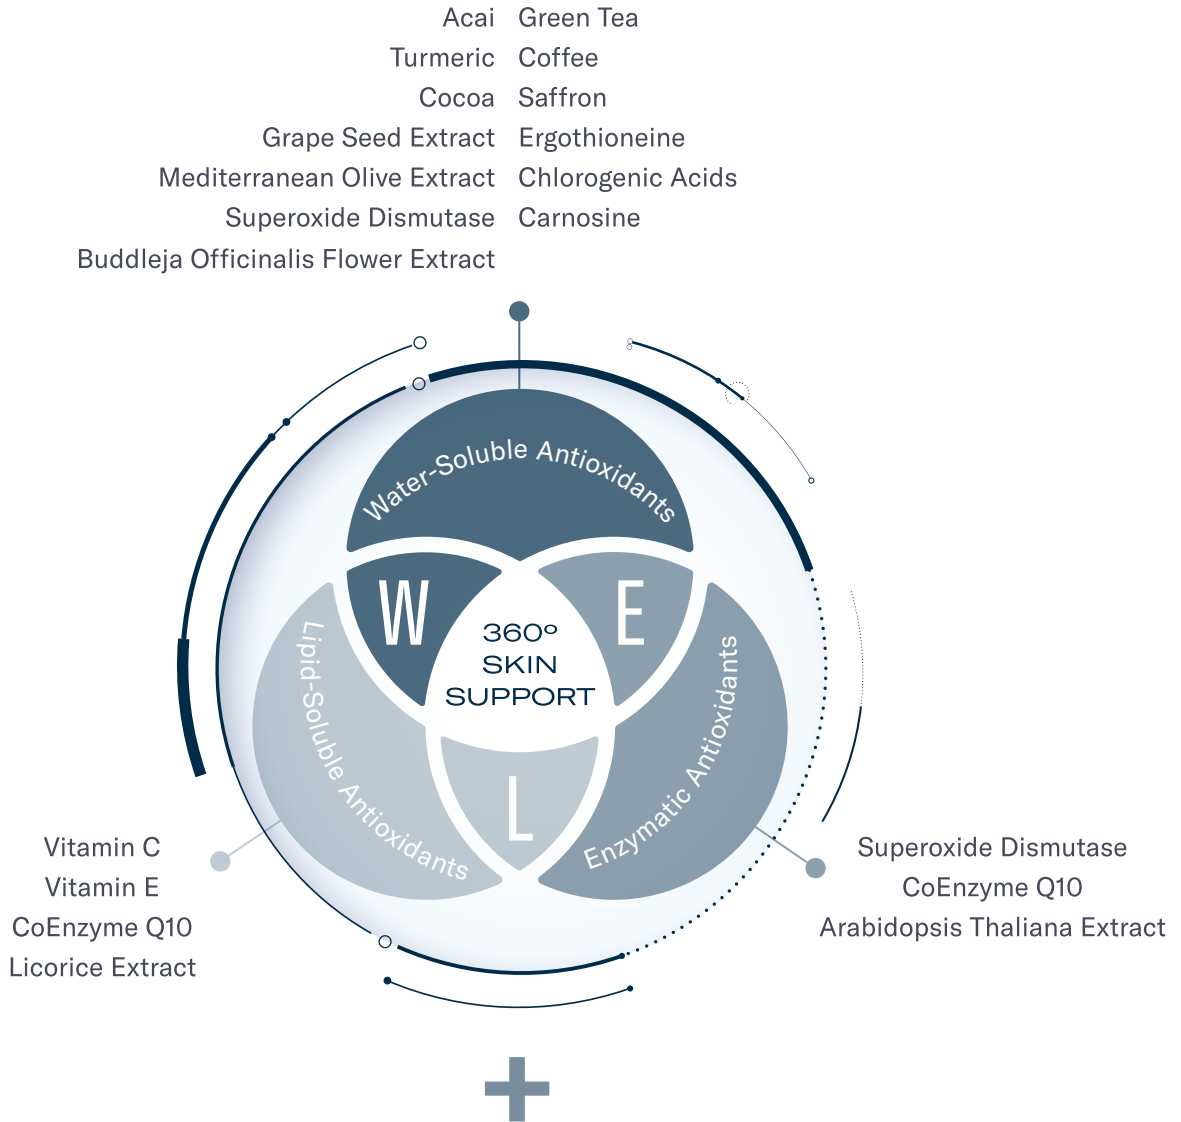 Acai Green Tea
Turmeric Coffee
Cocoa Saffron
Grape Seed Extract Ergothioneine
Mediterranean Olive Extract Chlorogenic Acids
Superoxide Dismutase Carnosine
Buddleja Officinalis Flower Extract
Water-Soluble Antioxidants
W
E
360º
SKIN
SUPPORT
L
Lipid-Soluble Antioxidants
Enzymatic Antioxidants
Vitamin C
Vitamin E
CoEnzyme Q10
Licorice Extract
Superoxide Dismutase
CoEnzyme Q10
Arabidopsis Thaliana Extract